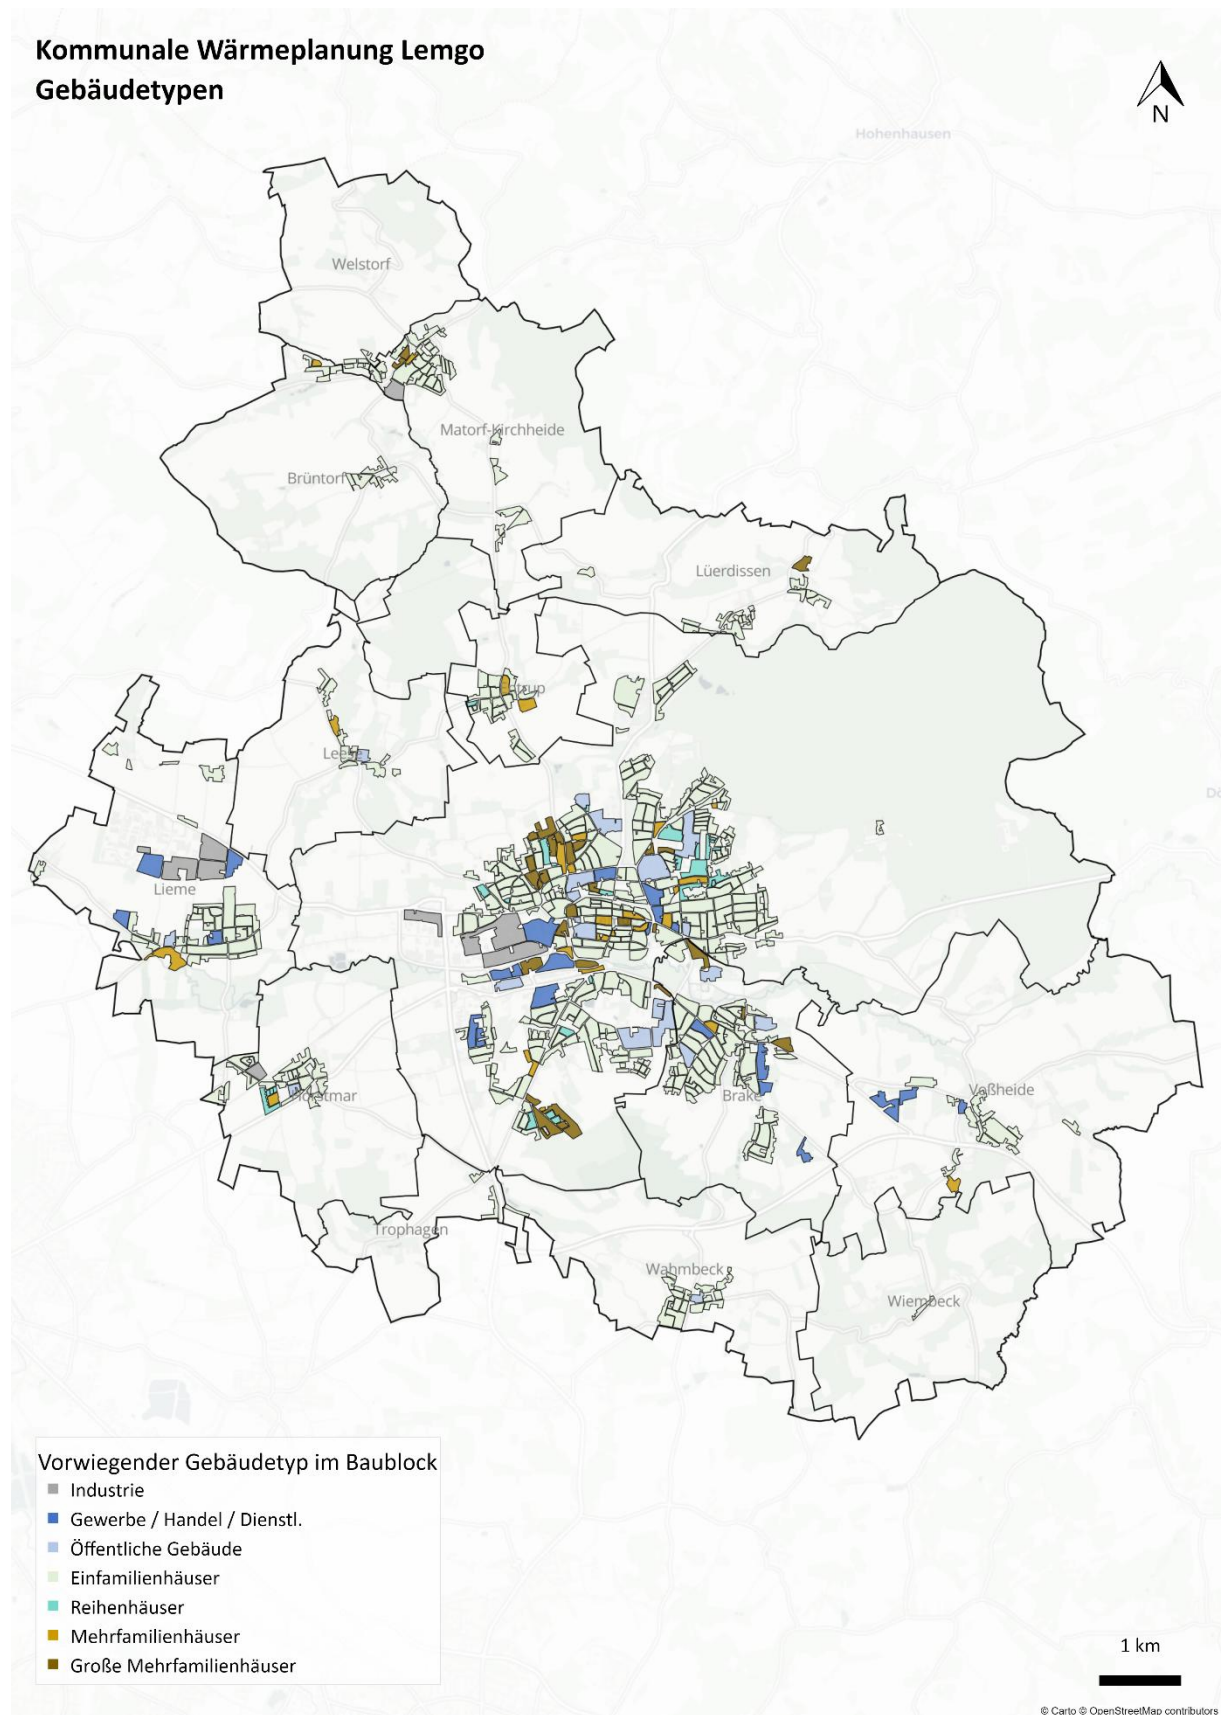 Kommunale Wärmeplanung Lemgo
Gebäudetypen
N
Hohenhausen
Welstorf
Matorf-Kirchheide
Brüntorf
Lüerdissen
Lieme
Voßheide
Brake
Trophagen
Wahmbeck
Wiembeck
Vorwiegender Gebäudetyp im Baublock
Industrie
Gewerbe / Handel / Dienstl.
Öffentliche Gebäude
Einfamilienhäuser
Reihenhäuser
Mehrfamilienhäuser
Große Mehrfamilienhäuser
1 km
© Carto © OpenStreetMap contributors